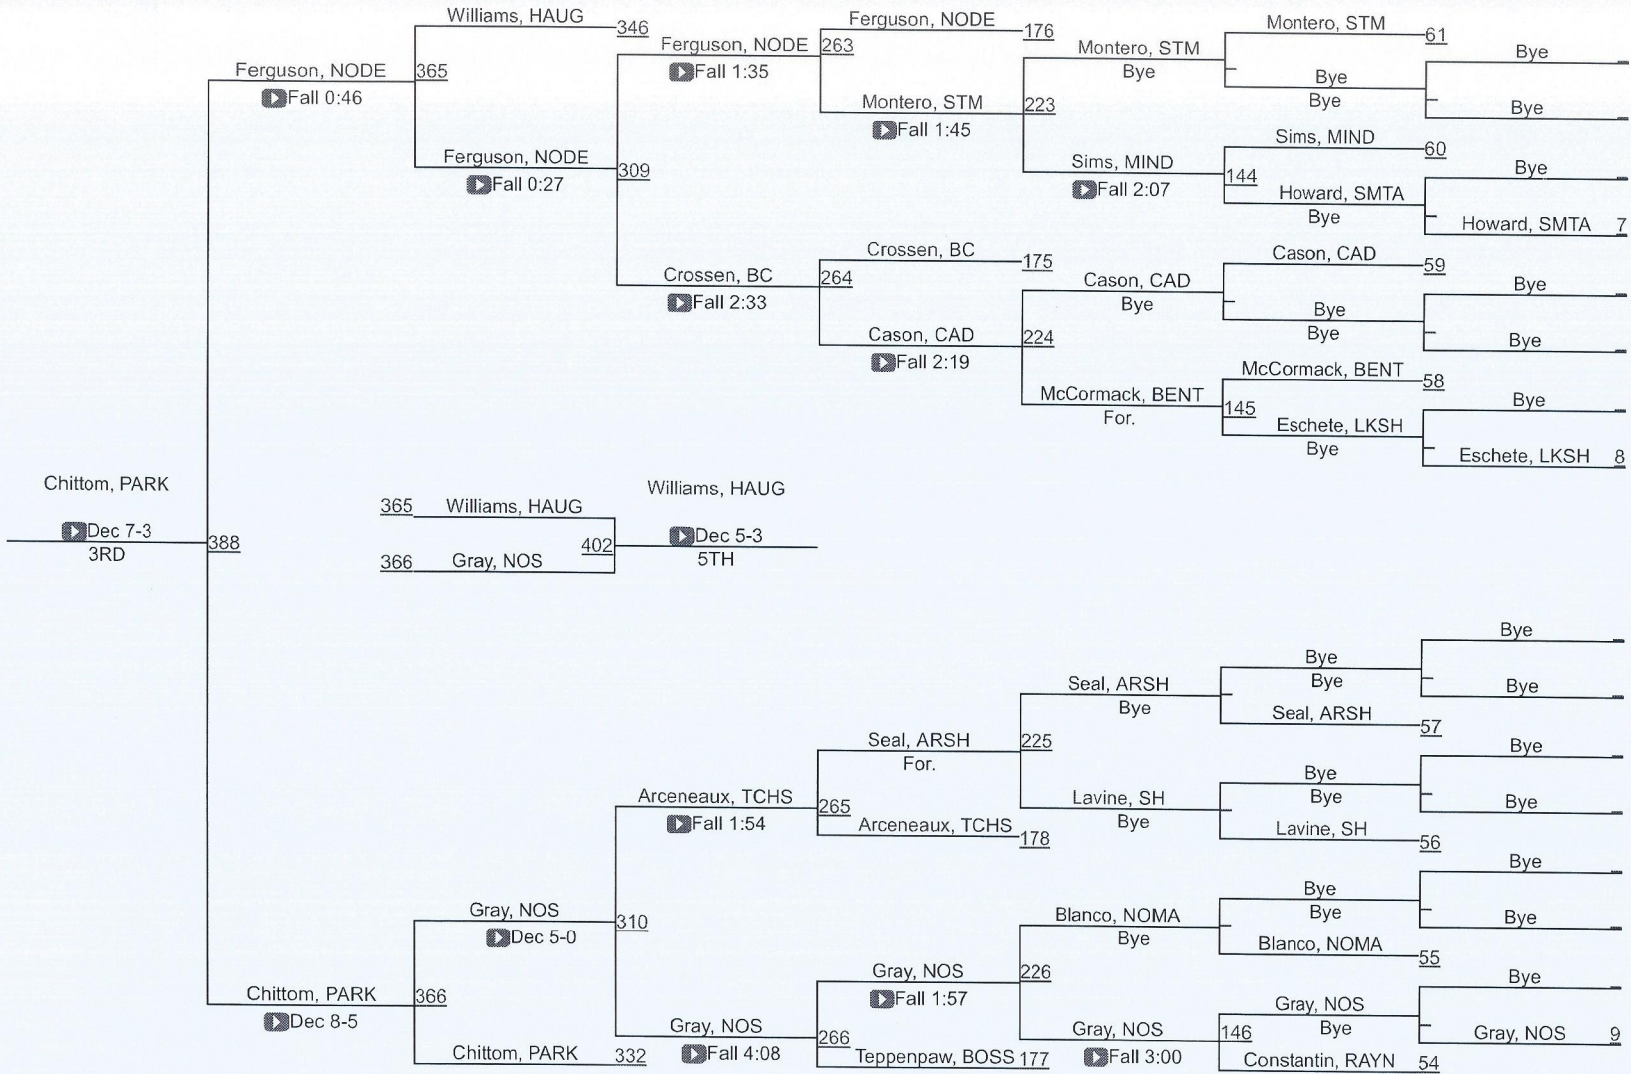 Williams, HAUG
346
Ferguson, NODE
176
Montero, STM
61
Bye
Ferguson, NODE
263
Montero, STM
Bye
Ferguson, NODE
365
Fall 1:35
Bye
Bye
Fall 0:46
Montero, STM
223
Bye
Fall 1:45
Sims, MIND
60
Ferguson, NODE
309
Sims, MIND
144
Bye
Fall 0:27
Fall 2:07
Howard, SMTA
Bye
Howard, SMTA
7
Crossen, BC
175
Cason, CAD
59
Crossen, BC
264
Cason, CAD
Bye
Fall 2:33
Bye
Bye
Bye
Cason, CAD
224
Bye
Fall 2:19
McCormack, BENT
58
McCormack, BENT
145
Bye
For.
Eschete, LKSH
Bye
Eschete, LKSH
8
Chittom, PARK
Williams, HAUG
365
Williams, HAUG
Dec 7-3
402
Dec 5-3
3RD
388
366
Gray, NOS
5TH
Bye
Bye
Seal, ARSH
Bye
Bye
Bye
Seal, ARSH
57
Seal, ARSH
225
Bye
For.
Bye
Arceneaux, TCHS
265
Lavine, SH
Bye
Bye
Fall 1:54
Arceneaux, TCHS
178
Bye
Lavine, SH
56
Bye
Bye
Gray, NOS
310
Blanco, NOMA
Bye
Bye
Dec 5-0
Bye
Blanco, NOMA
55
Gray, NOS
226
Bye
Chittom, PARK
366
Fall 1:57
Gray, NOS
Dec 8-5
Gray, NOS
266
Gray, NOS
146
Bye
Gray, NOS
9
Chittom, PARK
332
Fall 4:08
Teppenpaw, BOSS
177
Fall 3:00
Constantin, RAYN
54